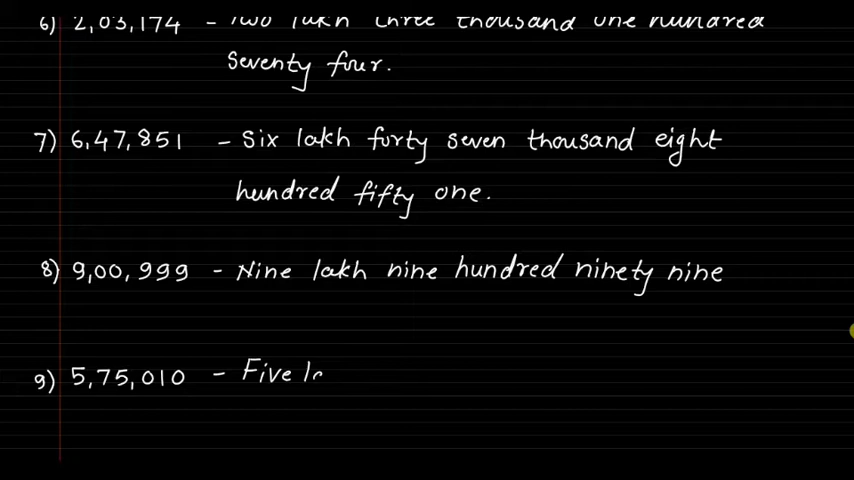 6) 2,03,174 - Two lakh three thousand one hundred
seventy four.
7) 6,47,851 - Six lakh forty seven thousand eight
hundred fifty one.
8) 9,00,999 - Nine lakh nine hundred ninety nine
9) 5,75,010 - Five la